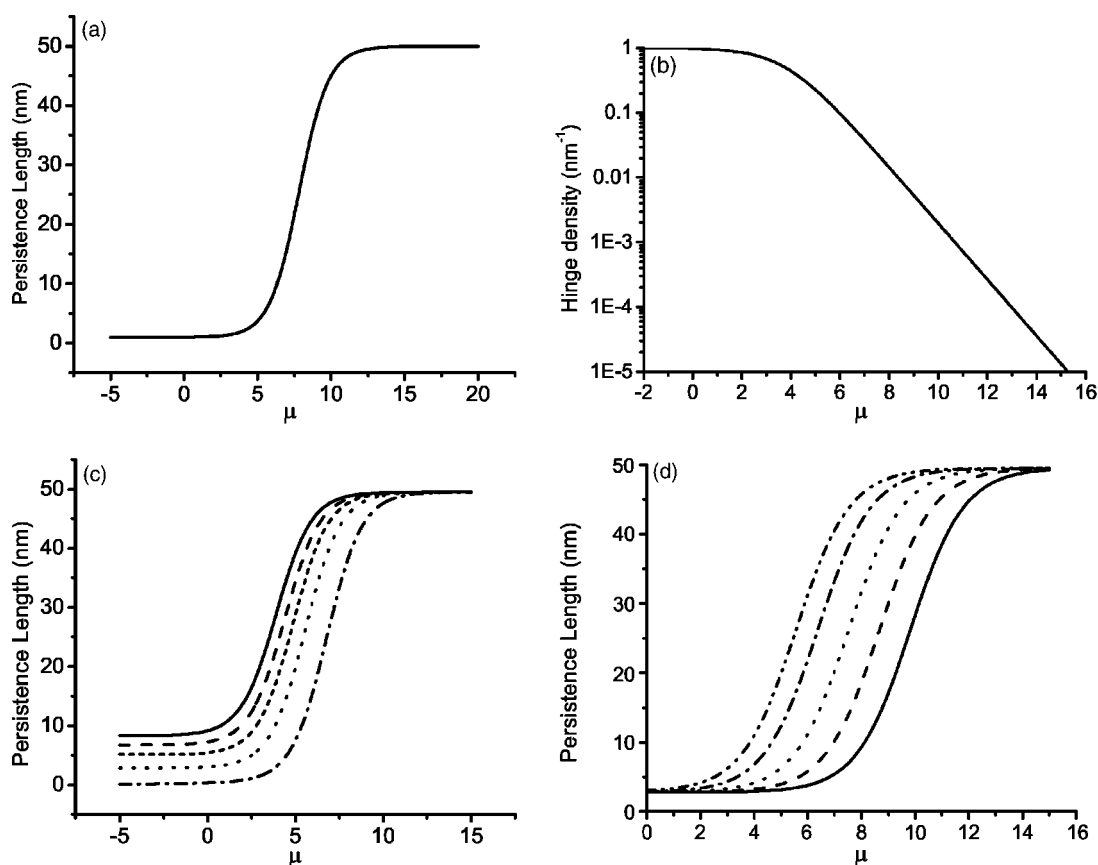 (a)
Persistence Length (nm)
50
40
30
20
10
0
-5 0 5 10 15 20
μ
(b)
Hinge density (nm⁻¹)
1
0.1
0.01
1E-3
1E-4
1E-5
-2 0 2 4 6 8 10 12 14 16
μ
(c)
Persistence Length (nm)
50
40
30
20
10
0
-5 0 5 10 15
μ
(d)
Persistence Length (nm)
50
40
30
20
10
0
0 2 4 6 8 10 12 14 16
μ